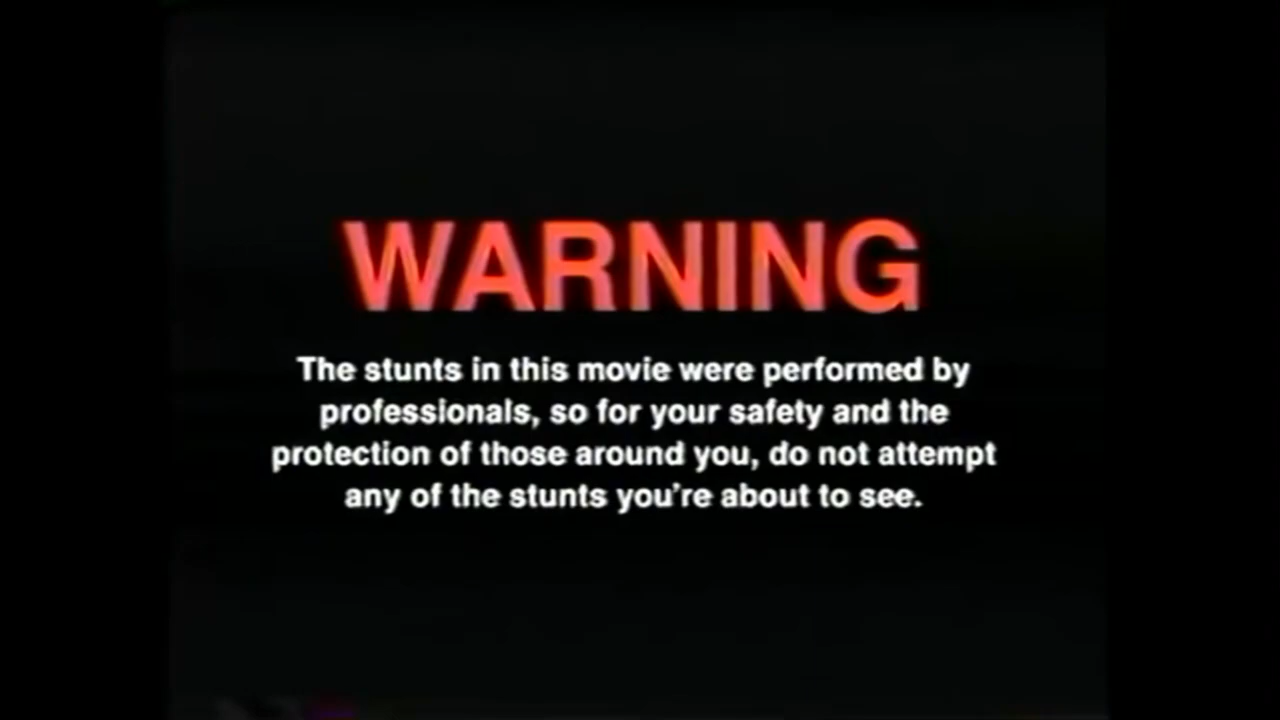 WARNING
The stunts in this movie were performed by
professionals, so for your safety and the
protection of those around you, do not attempt
any of the stunts you're about to see.